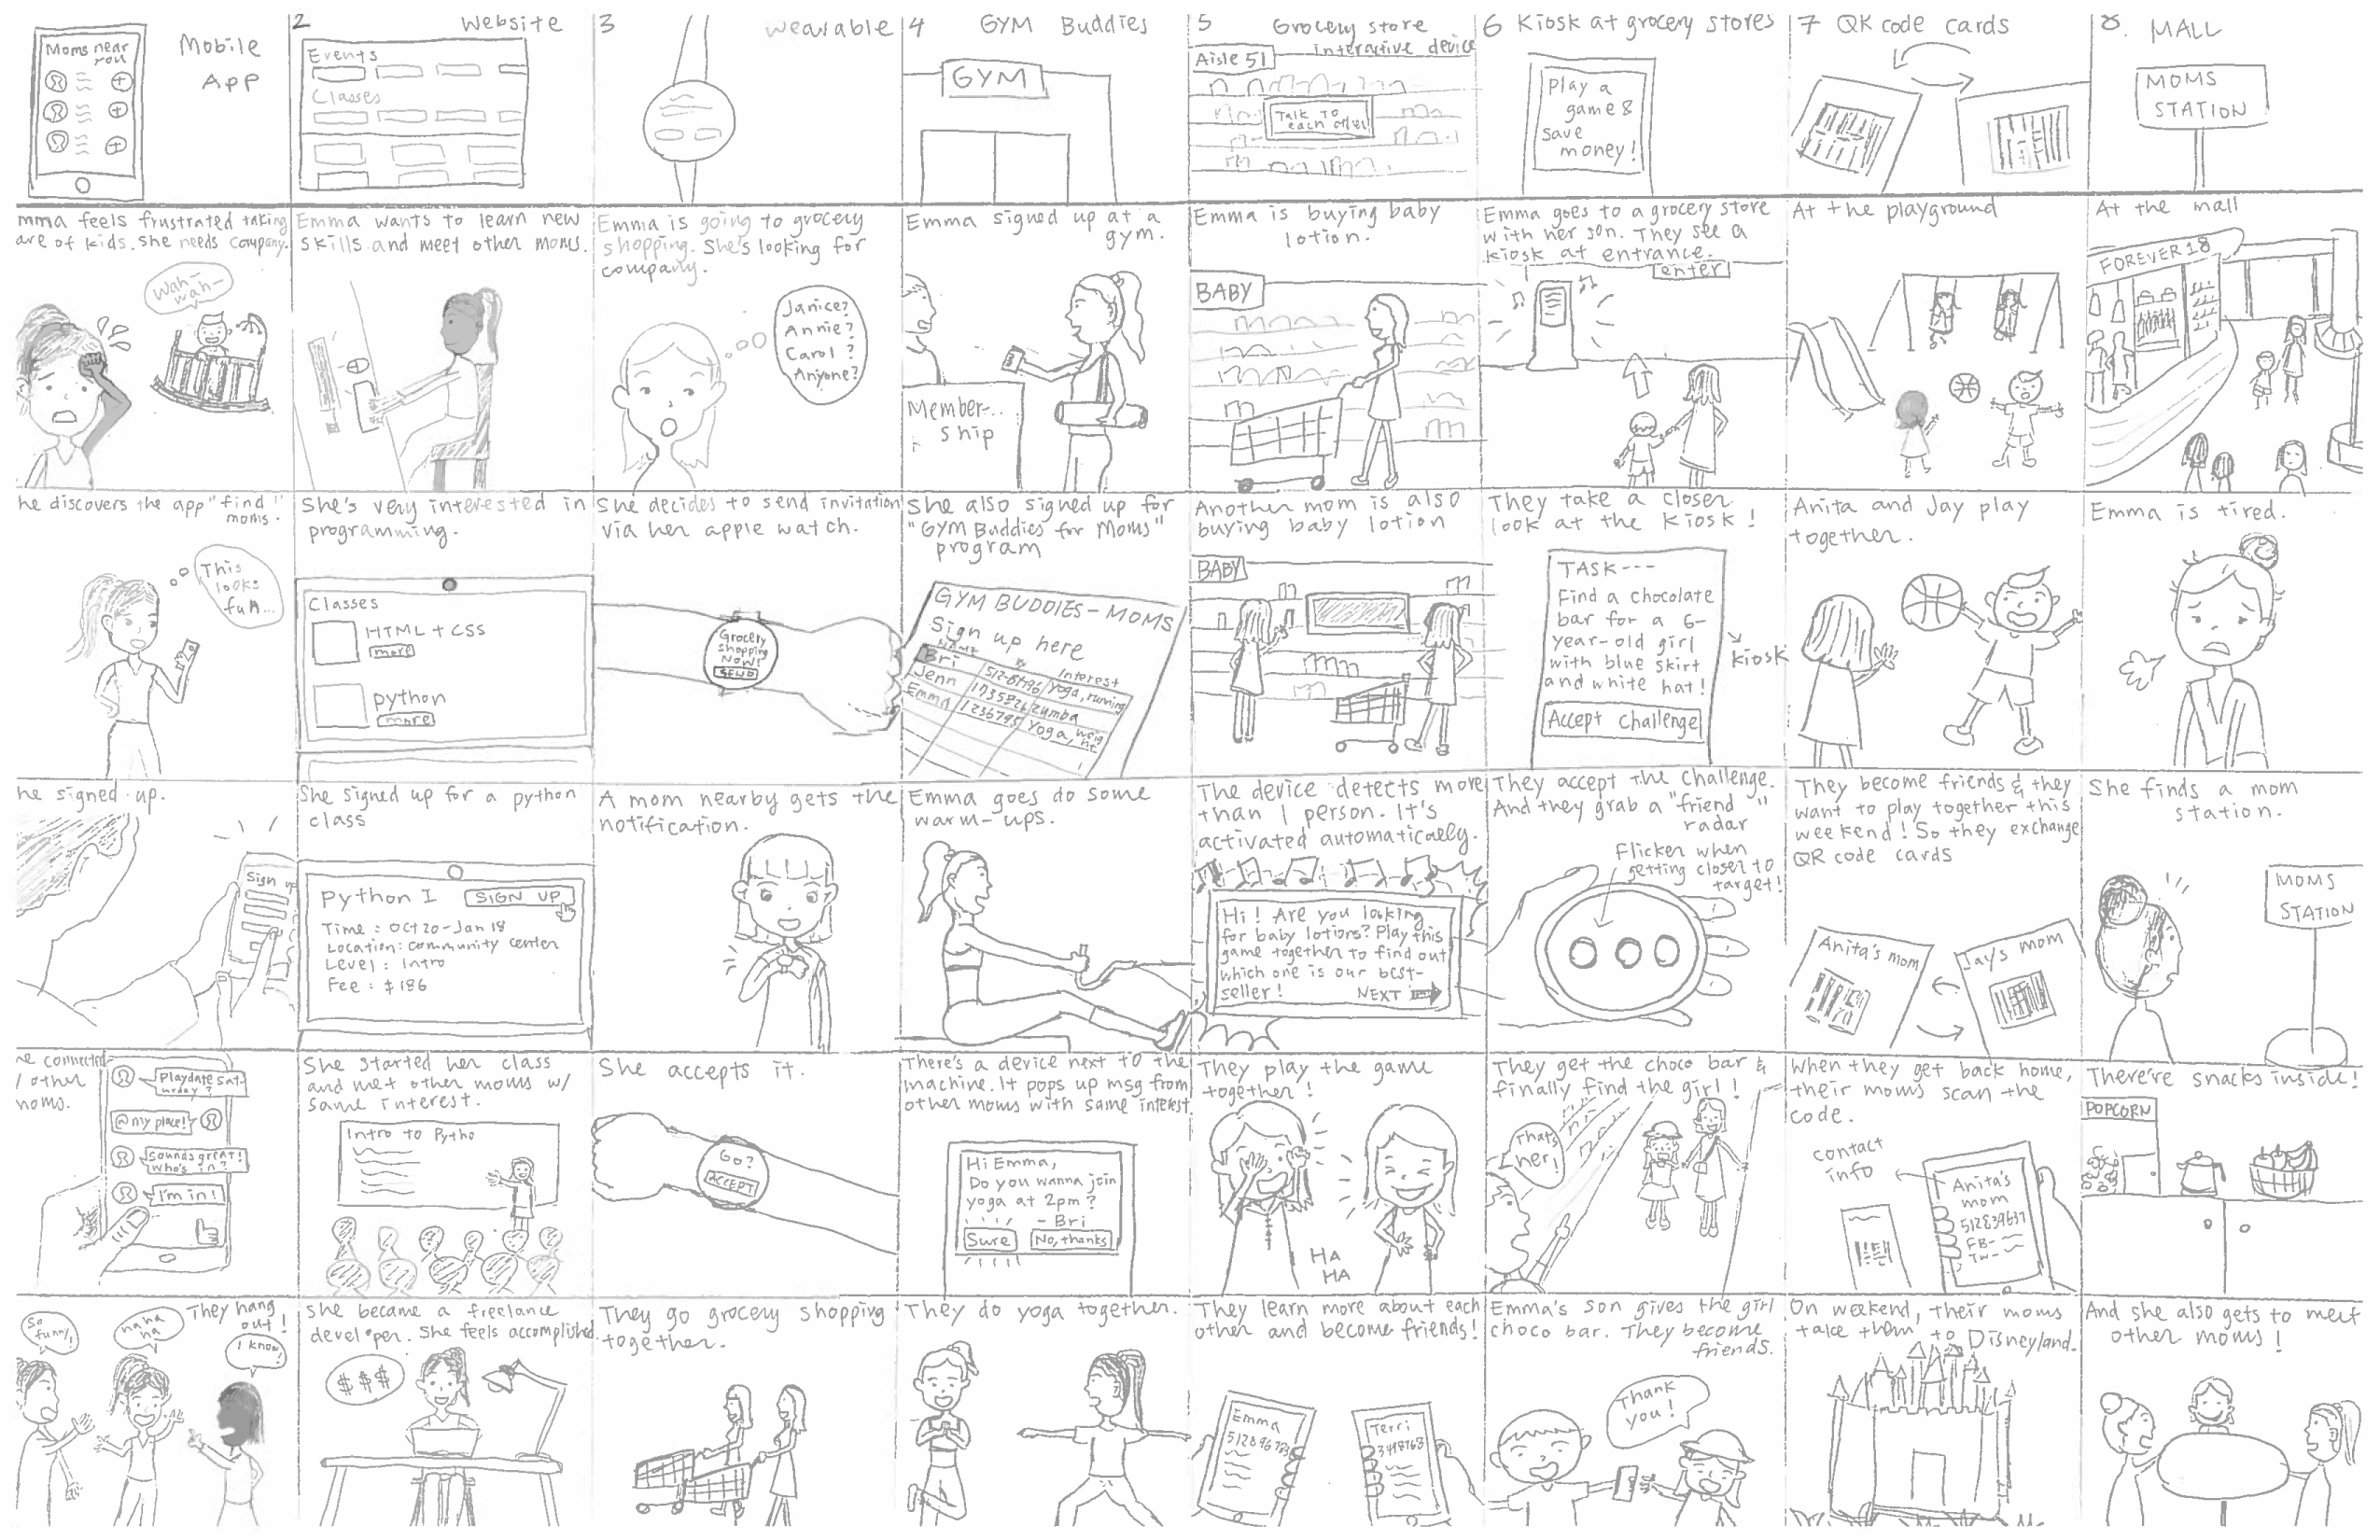 Moms near
you
Mobile
App
2 Website
Events
Classes
3 wearable
4 GYM Buddies
GYM
5 Grocery store
interactive device
Aisle 51
Talk to
each other
6 Kiosk at grocery stores
Play a
game &
save
money!
7 QR code cards
8. MALL
MOMS
STATION
mma feels frustrated taking
are of kids. she needs company.
Wah-
wah-
Emma wants to learn new
skills and meet other moms.
Emma is going to grocery
shopping. She's looking for
company.
Janice?
Annie?
Carol?
Anyone?
Emma signed up at a
gym.
Member-..
ship
Emma is buying baby
lotion.
BABY
Emma goes to a grocery store
with her son. They see a
kiosk at entrance.
enter
At the playground
At the mall
FOREVER 18
he discovers the app "find
moms"
This
looks
fun...
She's very interested in
programming.
Classes
HTML + CSS
more
python
more
She decides to send invitation
via her apple watch.
Grocery
shopping
NOW!
SEND
She also signed up for
"GYM Buddies for Moms"
program
GYM BUDDIES - MOMS
Sign up here
NAME # Interest
Bri 512-8796 yoga, running
Jenn 1735826 zumba
Emma 1236795 Yoga, weight
Another mom is also
buying baby lotion
BABY
They take a closer
look at the kiosk!
TASK---
Find a chocolate
bar for a 6-
year-old girl
with blue skirt
and white hat!
Accept Challenge
kiosk
Anita and Jay play
together.
Emma is tired.
he signed up.
Sign up
She signed up for a python
class
Python I SIGN UP
Time: Oct 20-Jan 18
Location: community center
Level: Intro
Fee: $186
A mom nearby gets the
notification.
Emma goes do some
warm-ups.
The device detects more
than 1 person. It's
activated automatically.
Hi! Are you looking
for baby lotions? Play this
game together to find out
which one is our best-
seller!
NEXT
They accept the challenge.
And they grab a "friend
radar"
Flicker when
getting closer to
target!
They become friends & they
want to play together this
weekend! So they exchange
QR code cards
Anita's mom
Jay's mom
She finds a mom
station.
MOMS
STATION
he connected
/ other
noms.
Playdate Sat-
urday?
@my place!
Sounds great!
Who's in?
I'm in!
She started her class
and met other moms w/
same interest.
Intro to Pytho
She accepts it.
Go?
ACCEPT
There's a device next to the
machine. It pops up msg from
other moms with same interest
Hi Emma,
Do you wanna join
yoga at 2pm?
- Bri
Sure No, thanks
They play the game
together!
HA
HA
They get the choco bar &
finally find the girl!
That's
her!
When they get back home,
their moms scan the
code.
contact
info
Anita's
mom
512839637
FB-
TW-
There're snacks inside!
POPCORN
They hang
out!
So
funny!
haha
ha
I know!
She became a freelance
developer. She feels accomplished.
$$$
They go grocery shopping
together.
They do yoga together.
They learn more about each
other and become friends!
Emma
Terri
Emma's son gives the girl
choco bar. They become
friends.
Thank
you!
On weekend, their moms
take them to
Disneyland.
And she also gets to meet
other moms!